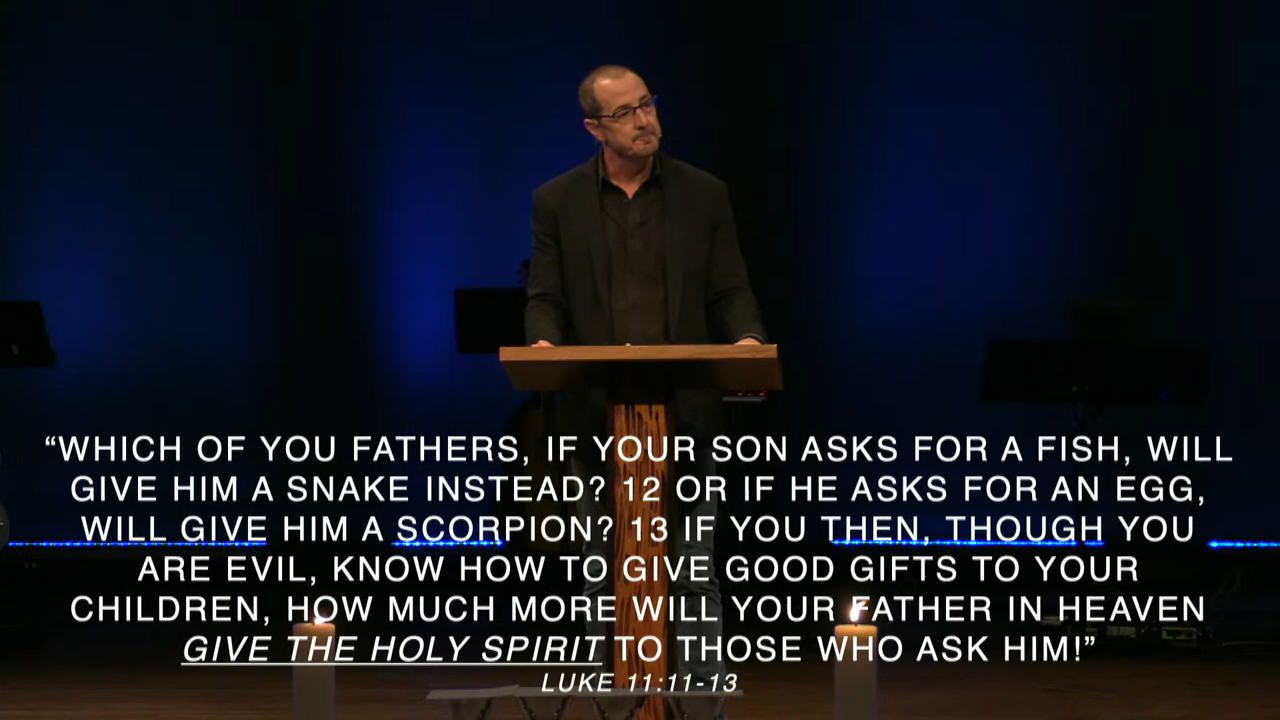 “WHICH OF YOU FATHERS, IF YOUR SON ASKS FOR A FISH, WILL
GIVE HIM A SNAKE INSTEAD? 12 OR IF HE ASKS FOR AN EGG,
WILL GIVE HIM A SCORPION? 13 IF YOU THEN, THOUGH YOU
ARE EVIL, KNOW HOW TO GIVE GOOD GIFTS TO YOUR
CHILDREN, HOW MUCH MORE WILL YOUR FATHER IN HEAVEN
GIVE THE HOLY SPIRIT TO THOSE WHO ASK HIM!”
LUKE 11:11-13